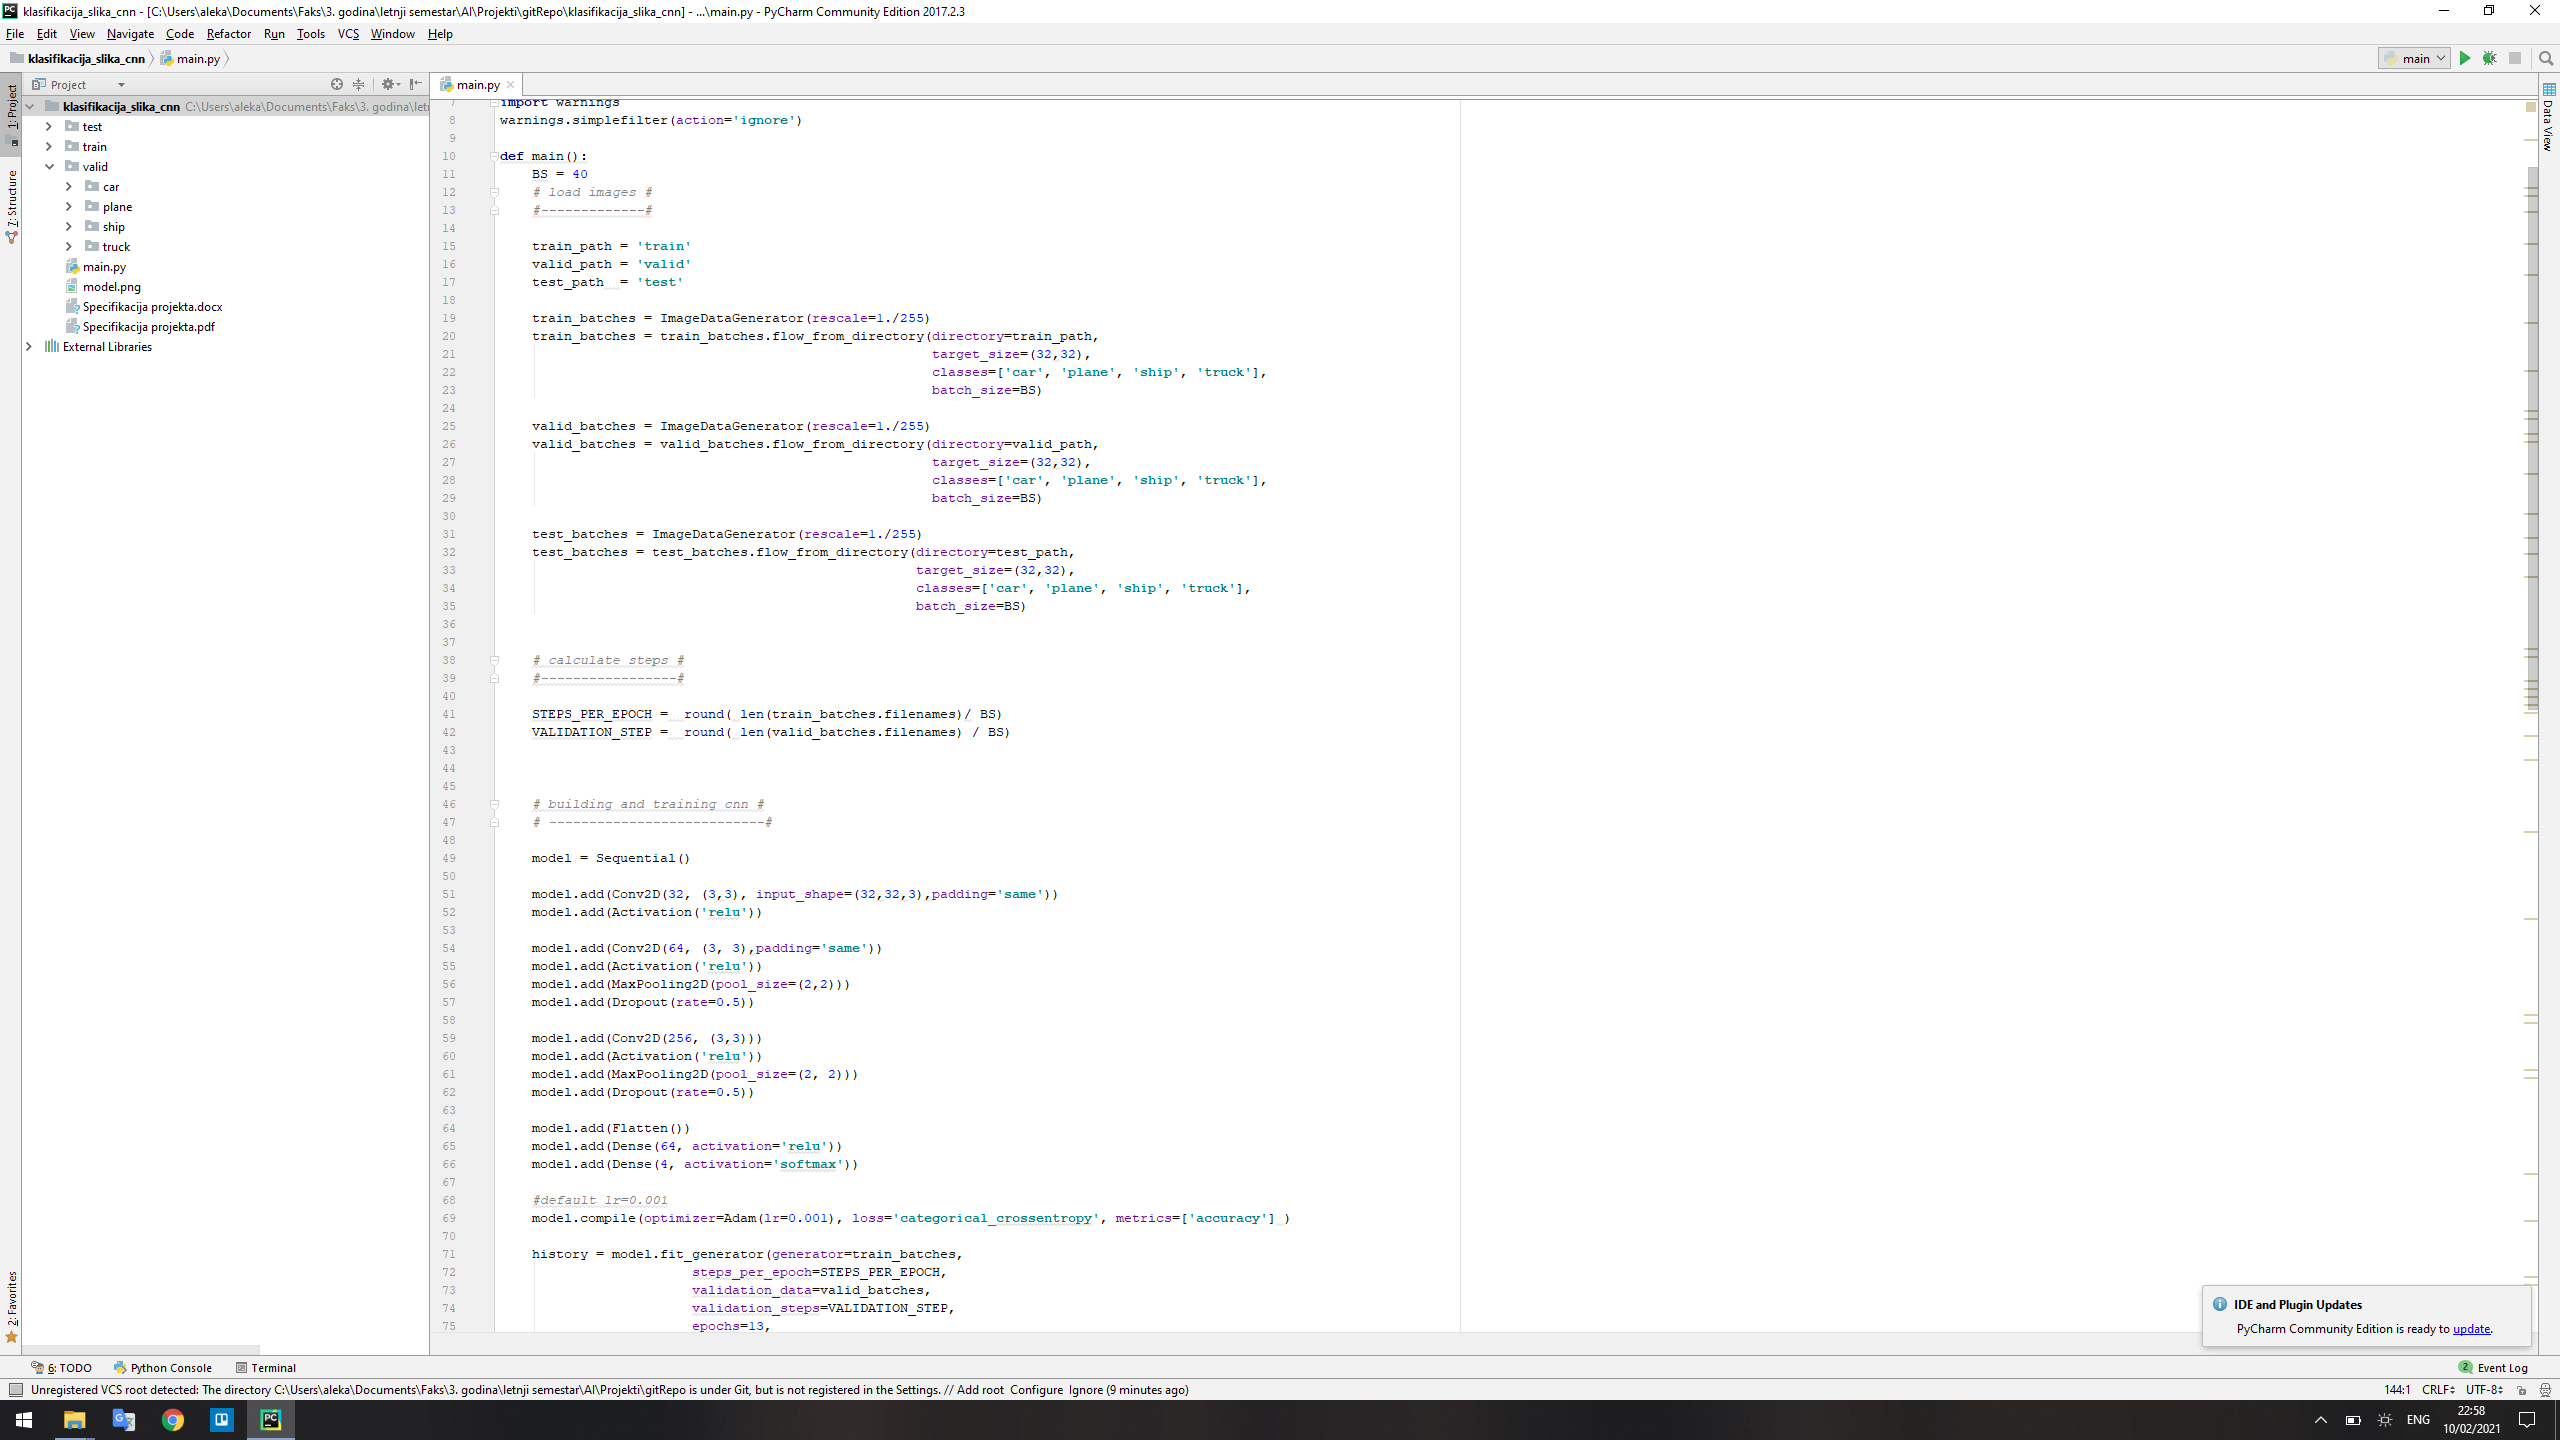 klasifikacija_slika_cnn - [C:\Users\aleka\Documents\Faks\3. godina\letnji semestar\AI\Projekti\gitRepo\klasifikacija_slika_cnn] - ...\main.py - PyCharm Community Edition 2017.2.3
File Edit View Navigate Code Refactor Run Tools VCS Window Help
klasifikacija_slika_cnn main.py main
Project main.py
1: Project
7: Structure
2: Favorites
Data View
klasifikacija_slika_cnn C:\Users\aleka\Documents\Faks\3. godina\let
test
train
valid
car
plane
ship
truck
main.py
model.png
Specifikacija projekta.docx
Specifikacija projekta.pdf
External Libraries
7 import warnings
8 warnings.simplefilter(action='ignore')
9
10 def main():
11 BS = 40
12 # load images #
13 #-------------#
14
15 train_path = 'train'
16 valid_path = 'valid'
17 test_path  = 'test'
18
19 train_batches = ImageDataGenerator(rescale=1./255)
20 train_batches = train_batches.flow_from_directory(directory=train_path,
21 target_size=(32,32),
22 classes=['car', 'plane', 'ship', 'truck'],
23 batch_size=BS)
24
25 valid_batches = ImageDataGenerator(rescale=1./255)
26 valid_batches = valid_batches.flow_from_directory(directory=valid_path,
27 target_size=(32,32),
28 classes=['car', 'plane', 'ship', 'truck'],
29 batch_size=BS)
30
31 test_batches = ImageDataGenerator(rescale=1./255)
32 test_batches = test_batches.flow_from_directory(directory=test_path,
33 target_size=(32,32),
34 classes=['car', 'plane', 'ship', 'truck'],
35 batch_size=BS)
36
37
38 # calculate steps #
39 #-----------------#
40
41 STEPS_PER_EPOCH =  round( len(train_batches.filenames)/ BS)
42 VALIDATION_STEP =  round( len(valid_batches.filenames) / BS)
43
44
45
46 # building and training cnn #
47 # ---------------------------#
48
49 model = Sequential()
50
51 model.add(Conv2D(32, (3,3), input_shape=(32,32,3),padding='same'))
52 model.add(Activation('relu'))
53
54 model.add(Conv2D(64, (3, 3),padding='same'))
55 model.add(Activation('relu'))
56 model.add(MaxPooling2D(pool_size=(2,2)))
57 model.add(Dropout(rate=0.5))
58
59 model.add(Conv2D(256, (3,3)))
60 model.add(Activation('relu'))
61 model.add(MaxPooling2D(pool_size=(2, 2)))
62 model.add(Dropout(rate=0.5))
63
64 model.add(Flatten())
65 model.add(Dense(64, activation='relu'))
66 model.add(Dense(4, activation='softmax'))
67
68 #default lr=0.001
69 model.compile(optimizer=Adam(lr=0.001), loss='categorical_crossentropy', metrics=['accuracy'] )
70
71 history = model.fit_generator(generator=train_batches,
72 steps_per_epoch=STEPS_PER_EPOCH,
73 validation_data=valid_batches,
74 validation_steps=VALIDATION_STEP,
75 epochs=13,
IDE and Plugin Updates
PyCharm Community Edition is ready to update.
6: TODO Python Console Terminal 2 Event Log
Unregistered VCS root detected: The directory C:\Users\aleka\Documents\Faks\3. godina\letnji semestar\AI\Projekti\gitRepo is under Git, but is not registered in the Settings. // Add root Configure Ignore (9 minutes ago) 144:1 CRLF UTF-8
ENG
22:58
10/02/2021